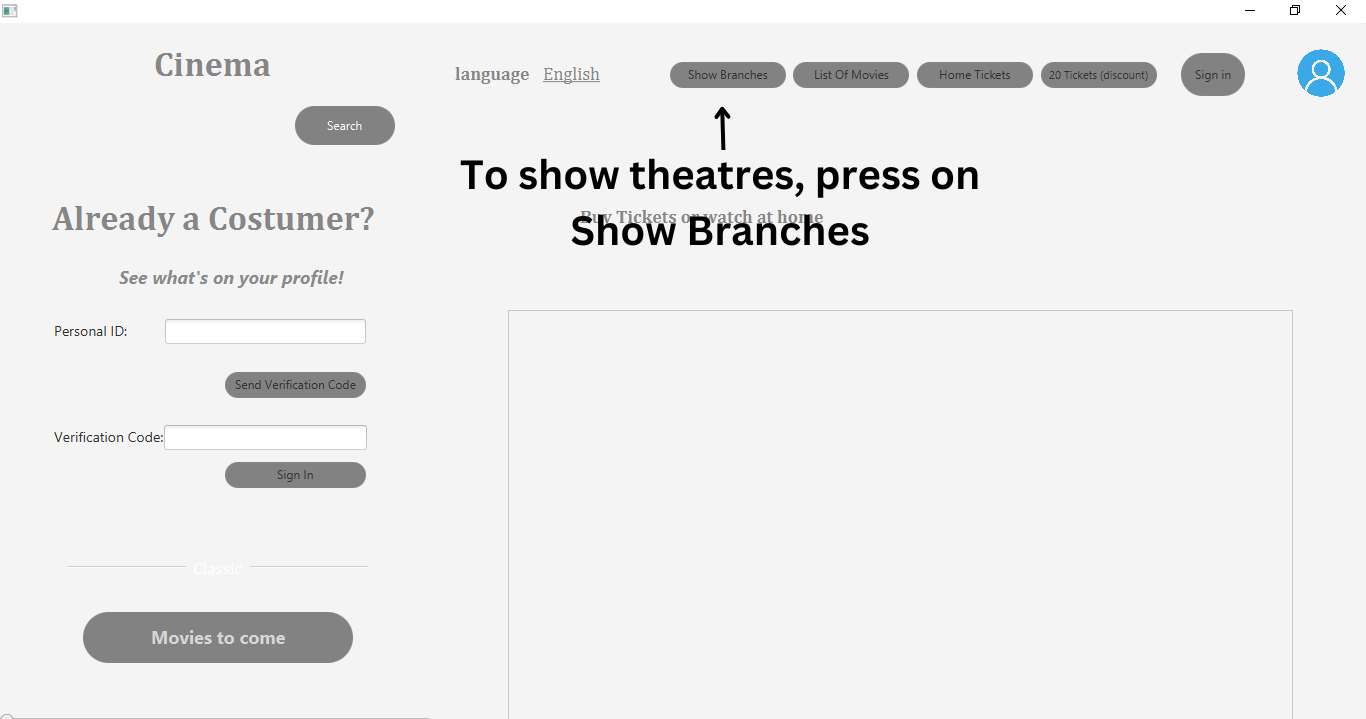 Cinema
language English
Show Branches
List Of Movies
Home Tickets
20 Tickets (discount)
Sign in
Search
To show theatres, press on
Show Branches
Buy Tickets or watch at home
Already a Costumer?
See what's on your profile!
Personal ID:
Send Verification Code
Verification Code:
Sign In
Classic
Movies to come